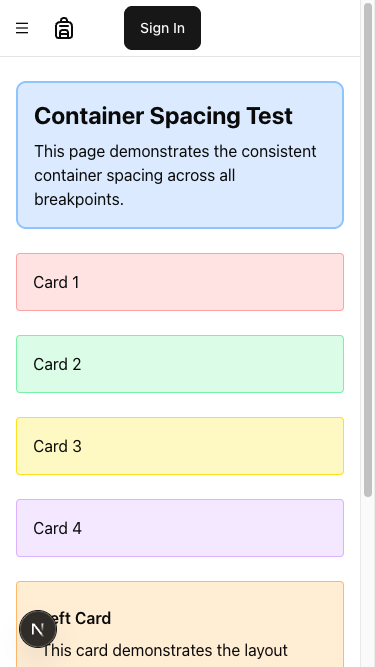 Sign In
Container Spacing Test
This page demonstrates the consistent
container spacing across all
breakpoints.
Card 1
Card 2
Card 3
Card 4
eft Card
This card demonstrates the layout
N